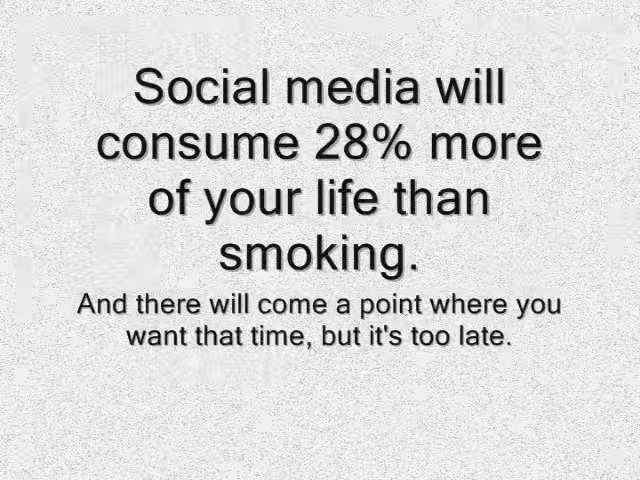 Social media will
consume 28% more
of your life than
smoking.
And there will come a point where you
want that time, but it's too late.